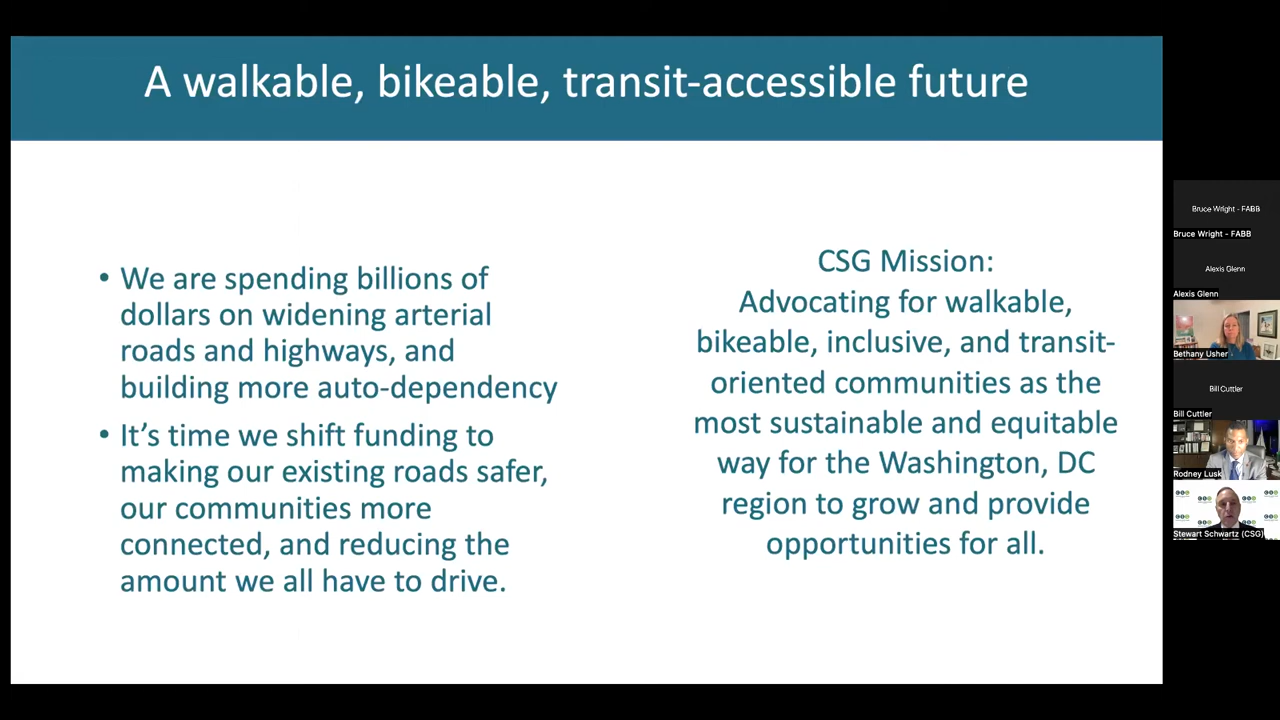 A walkable, bikeable, transit-accessible future
• We are spending billions of
dollars on widening arterial
roads and highways, and
building more auto-dependency
• It’s time we shift funding to
making our existing roads safer,
our communities more
connected, and reducing the
amount we all have to drive.
CSG Mission:
Advocating for walkable,
bikeable, inclusive, and transit-
oriented communities as the
most sustainable and equitable
way for the Washington, DC
region to grow and provide
opportunities for all.
Bruce Wright - FABB
Bruce Wright - FABB
Alexis Glenn
Alexis Glenn
Bethany Usher
Bill Cuttler
Bill Cuttler
Rodney Lusk
Stewart Schwartz (CSG)